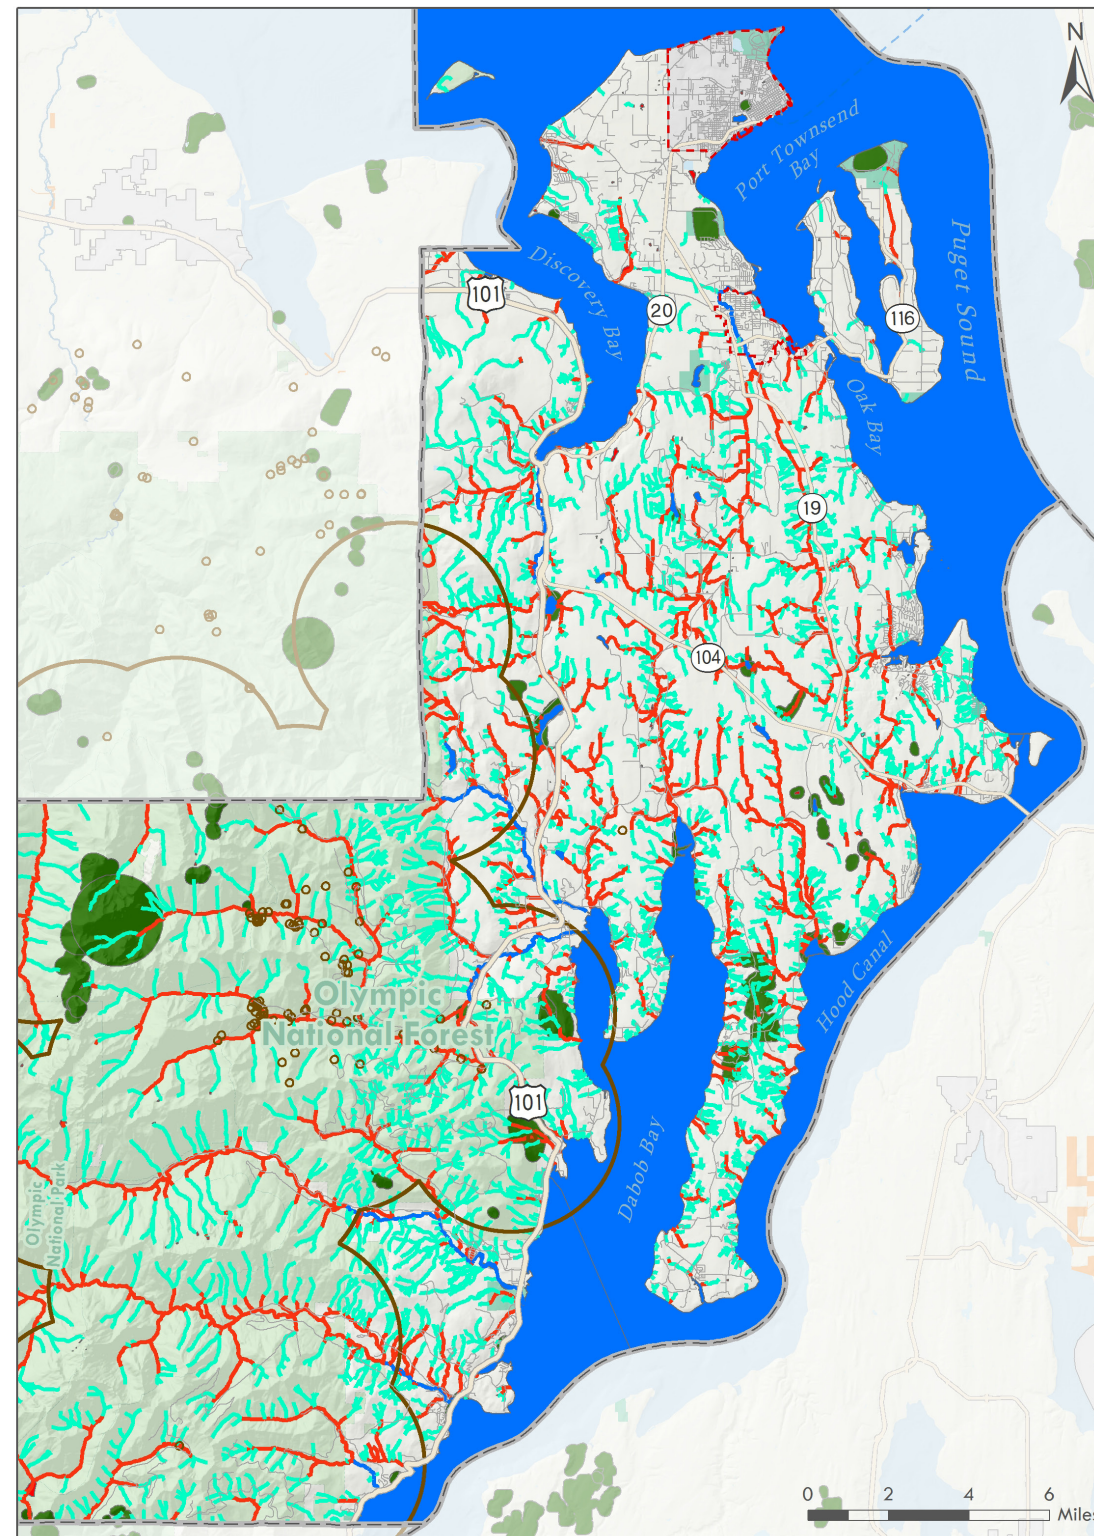 N
Port Townsend
Bay
Puget Sound
Discovery Bay
101
20
116
Oak Bay
19
104
Olympic
National Forest
Hood Canal
101
Dabob Bay
Olympic
National Park
0 2 4 6
Miles